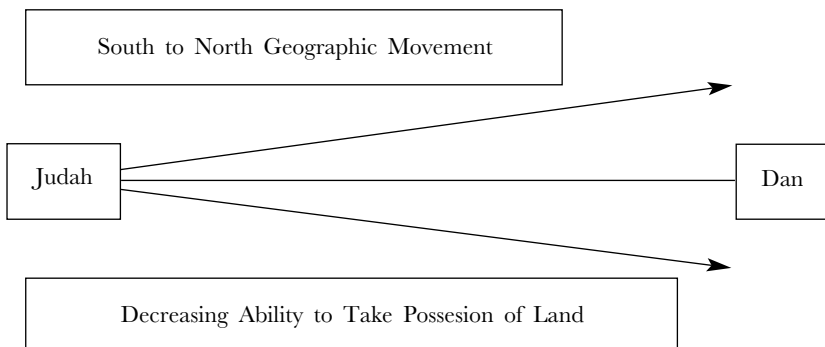 South to North Geographic Movement
Judah
Dan
Decreasing Ability to Take Possesion of Land